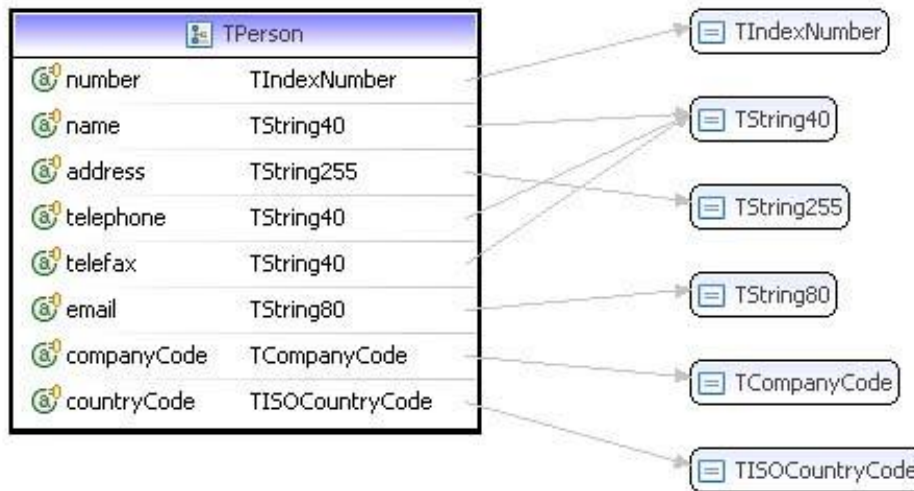 TPerson
number TIndexNumber
name TString40
address TString255
telephone TString40
telefax TString40
email TString80
companyCode TCompanyCode
countryCode TISOCountryCode
TIndexNumber
TString40
TString255
TString80
TCompanyCode
TISOCountryCode